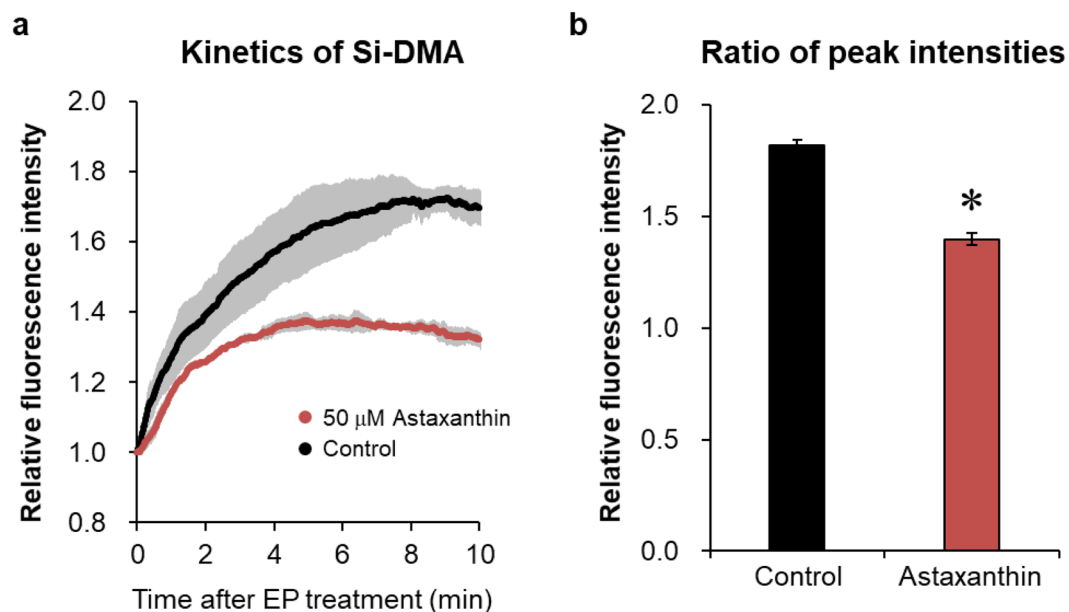 a
Kinetics of Si-DMA
Relative fluorescence intensity
2.0
1.8
1.6
1.4
1.2
1.0
0.8
0
2
4
6
8
10
50 μM Astaxanthin
Control
Time after EP treatment (min)
b
Ratio of peak intensities
Relative fluorescence intensity
2.0
1.5
1.0
0.5
0.0
*
Control
Astaxanthin